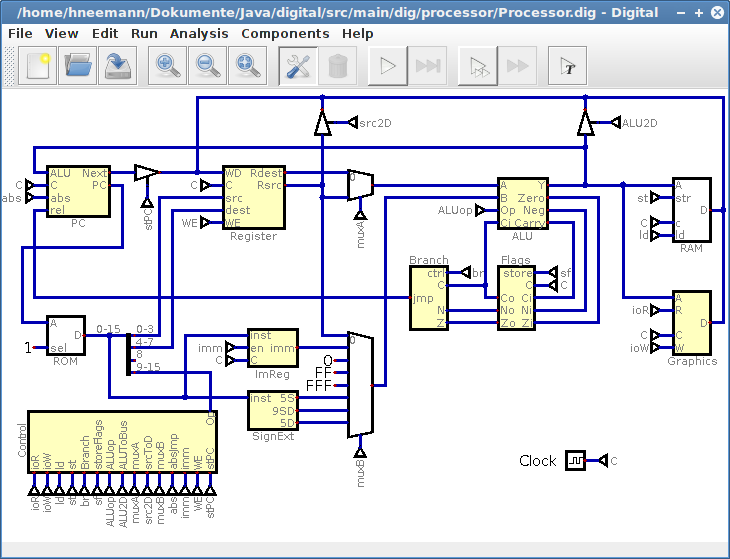 /home/hneemann/Dokumente/Java/digital/src/main/dig/processor/Processor.dig - Digital
File View Edit Run Analysis Components Help
src2D
ALU2D
ALU Next
C PC
abs abs
rel
PC
stPC
WD Rdest
C Rsrc
src
dest
WE WE
Register
0
muxA
A Y
B Zero
ALUop Op Neg
Ci Carry
ALU
A
st str
D
C C
ld ld
RAM
Branch
ctrl br
C
jmp
N
Z
Flags
store sf
C C
Co Ci
No Ni
Zo Zi
A
ioR R
D
C C
ioW W
Graphics
A
D
1 sel
ROM
0-15
0-3
4-7
8
9-15
inst
imm en imm
C
ImReg
0
0
FF
FFF
inst 5S
9SD
5D
SignExt
muxB
Control
Op
ioR
ioW
ld
st
Branch
storeFlags
ALUop
ALUToBus
muxA
srcToD
muxB
absJmp
imm
WE
stPC
ioR
ioW
ld
st
br
sf
ALUop
ALU2D
muxA
src2D
muxB
abs
imm
WE
stPC
Clock C